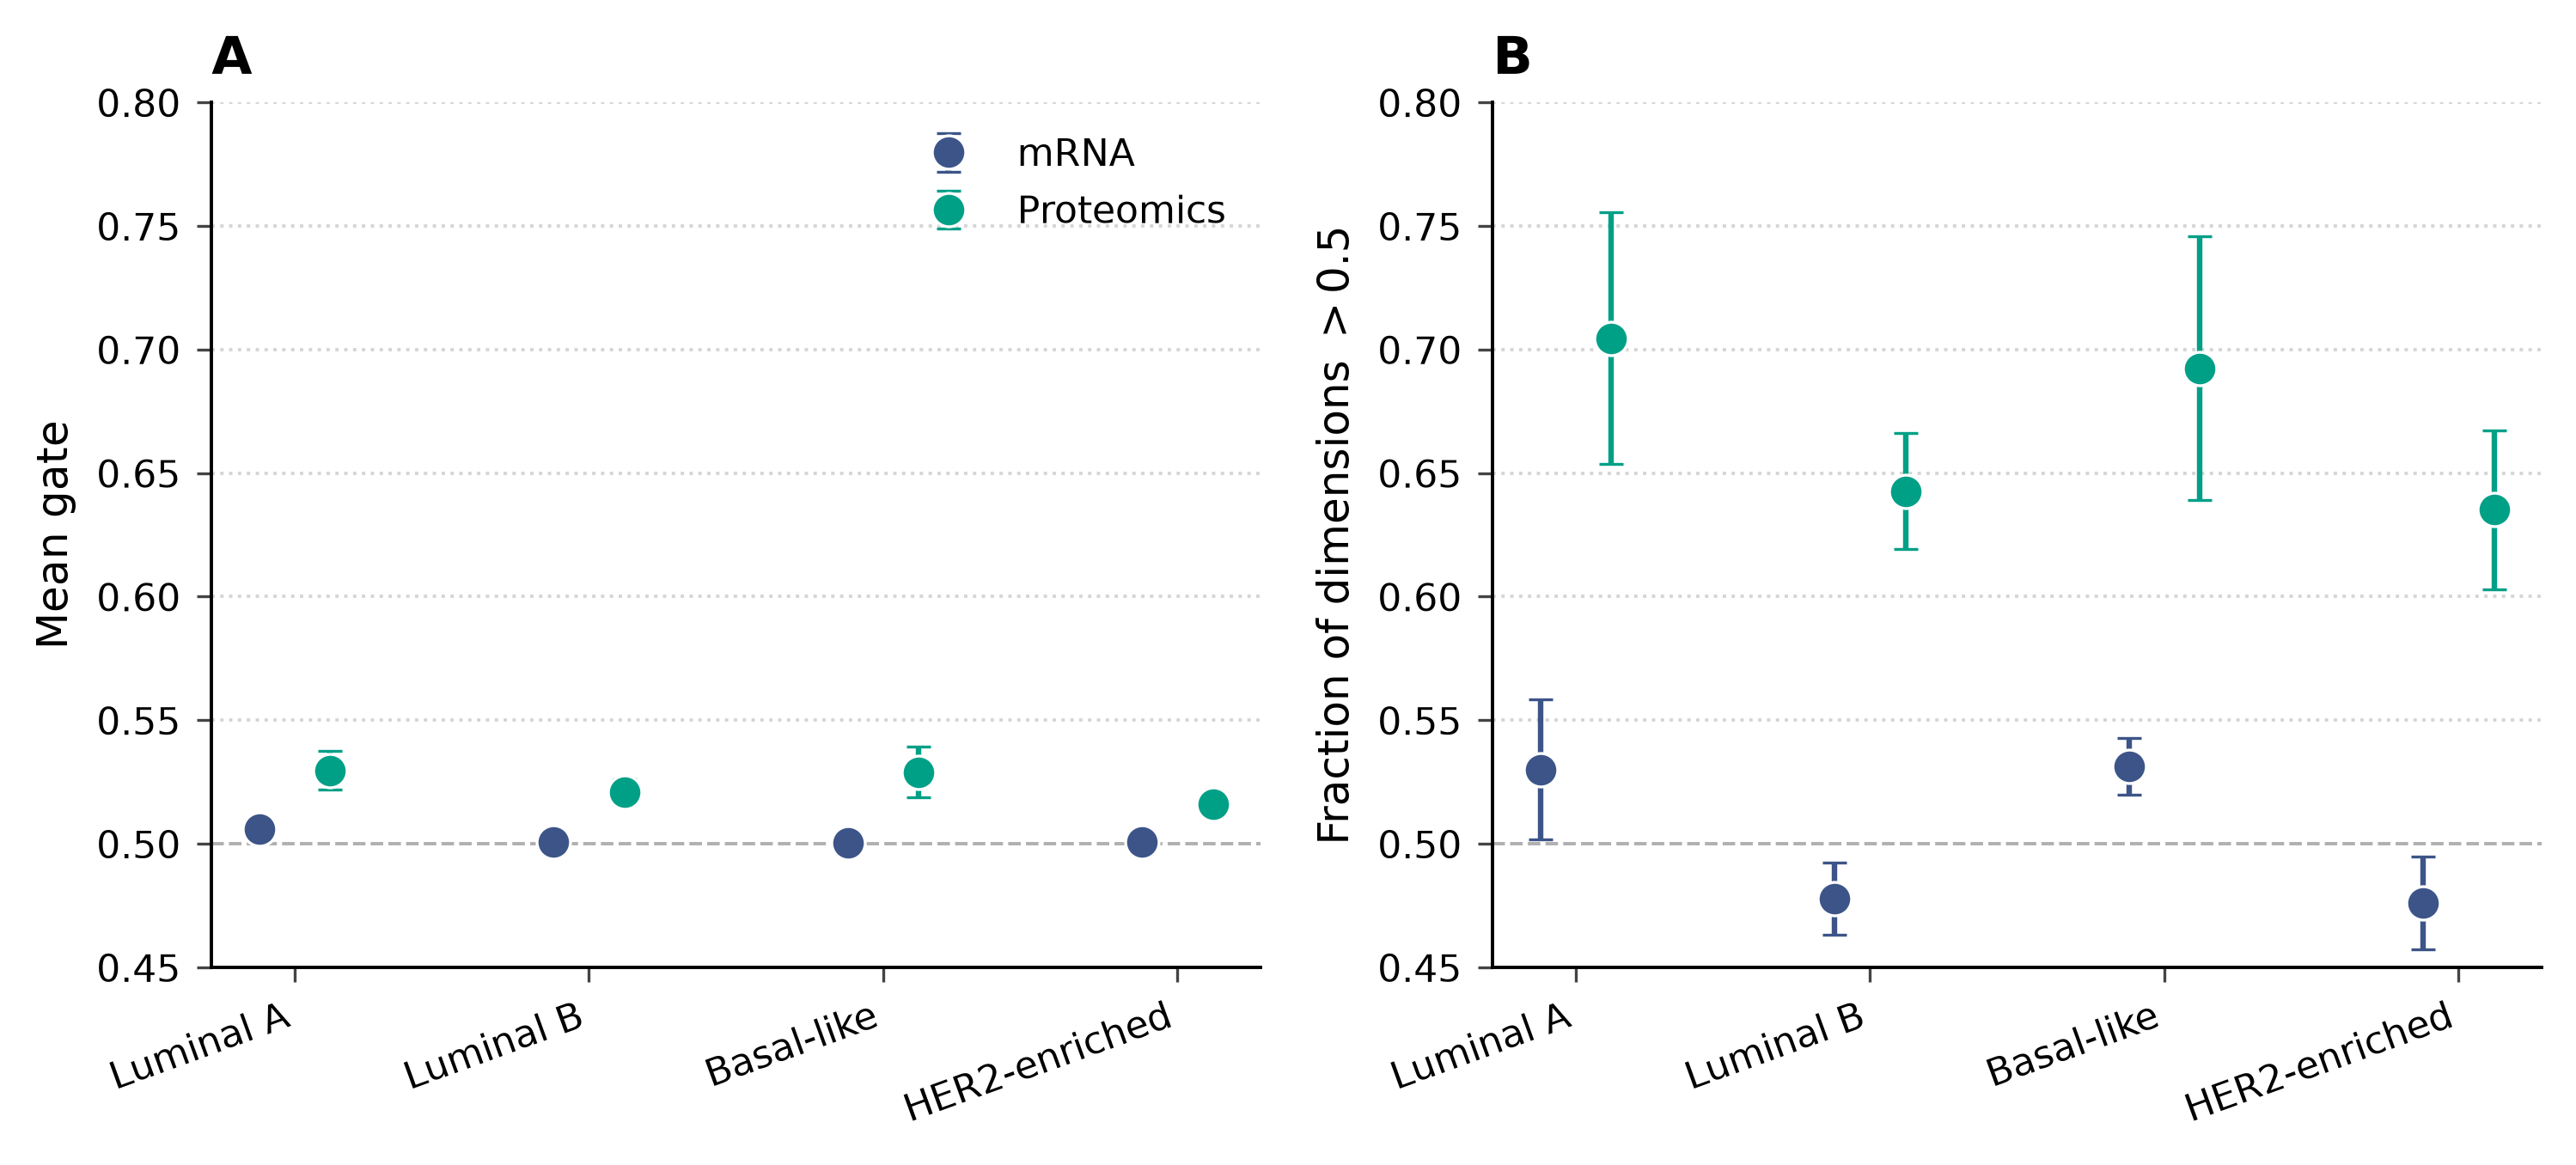 A
Mean gate
0.80
0.75
0.70
0.65
0.60
0.55
0.50
0.45
mRNA
Proteomics
Luminal A
Luminal B
Basal-like
HER2-enriched
B
Fraction of dimensions > 0.5
0.80
0.75
0.70
0.65
0.60
0.55
0.50
0.45
Luminal A
Luminal B
Basal-like
HER2-enriched